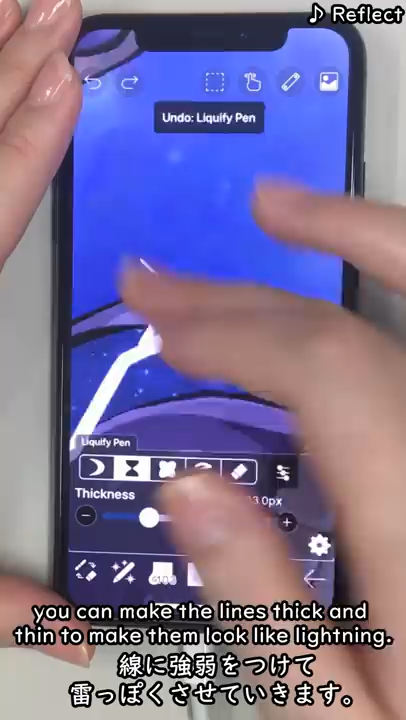 ♪ Reflect
Undo: Liquify Pen
Liquify Pen
Thickness
3.0px
you can make the lines thick and
thin to make them look like lightning.
線に強弱をつけて
雷っぽくさせていきます。